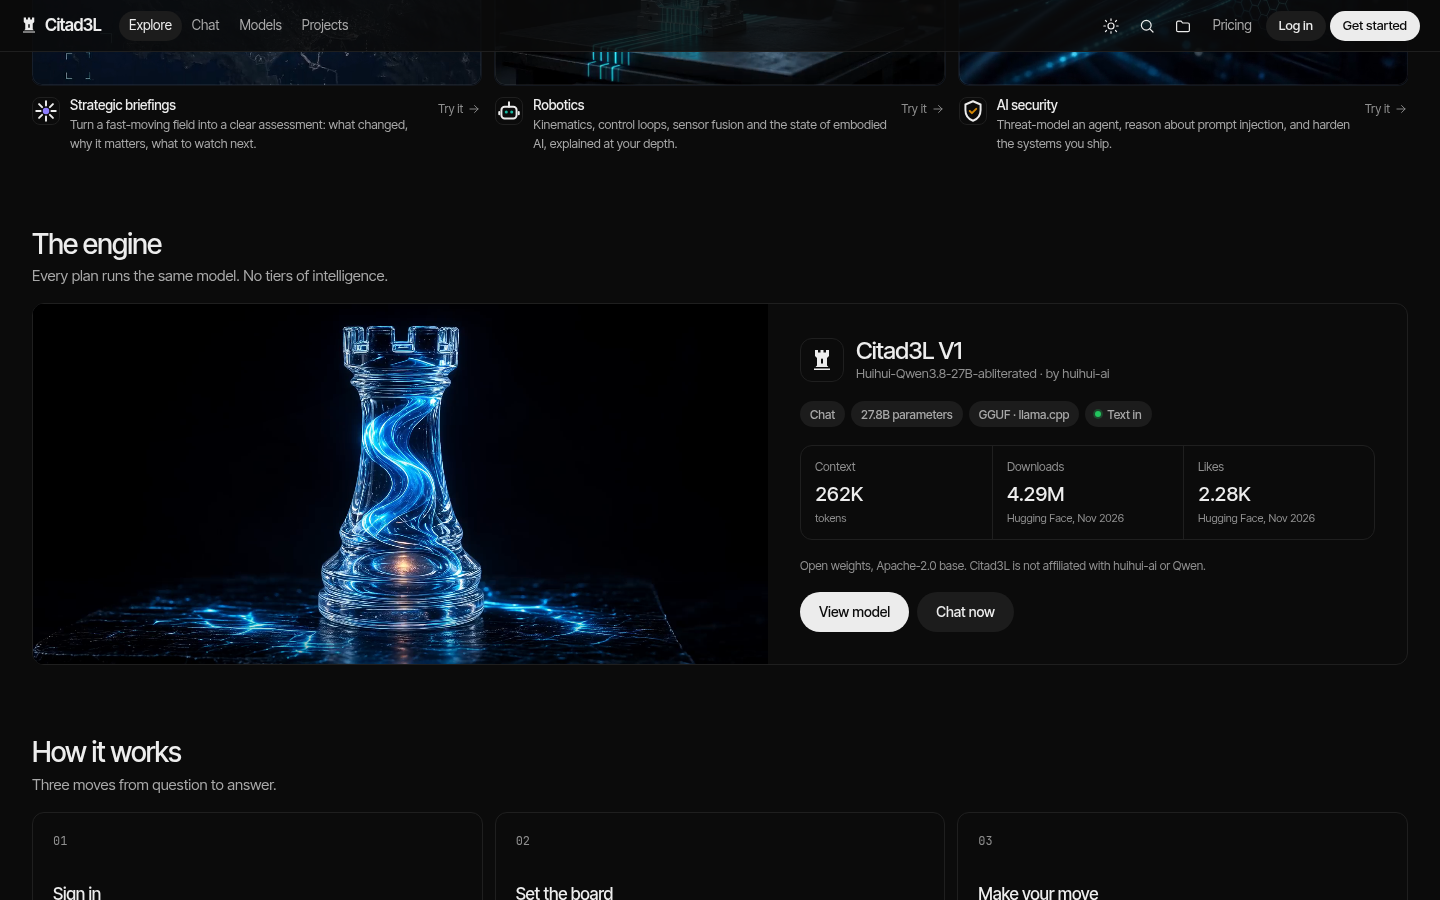 Citad3L
Explore
Chat
Models
Projects
Pricing
Log in
Get started
Strategic briefings
Try it →
Turn a fast-moving field into a clear assessment: what changed,
why it matters, what to watch next.
Robotics
Try it →
Kinematics, control loops, sensor fusion and the state of embodied
AI, explained at your depth.
AI security
Try it →
Threat-model an agent, reason about prompt injection, and harden
the systems you ship.
The engine
Every plan runs the same model. No tiers of intelligence.
Citad3L V1
Huihui-Qwen3.8-27B-abliterated · by huihui-ai
Chat
27.8B parameters
GGUF · llama.cpp
Text in
Context
262K
tokens
Downloads
4.29M
Hugging Face, Nov 2026
Likes
2.28K
Hugging Face, Nov 2026
Open weights, Apache-2.0 base. Citad3L is not affiliated with huihui-ai or Qwen.
View model
Chat now
How it works
Three moves from question to answer.
01
Sign in
02
Set the board
03
Make your move